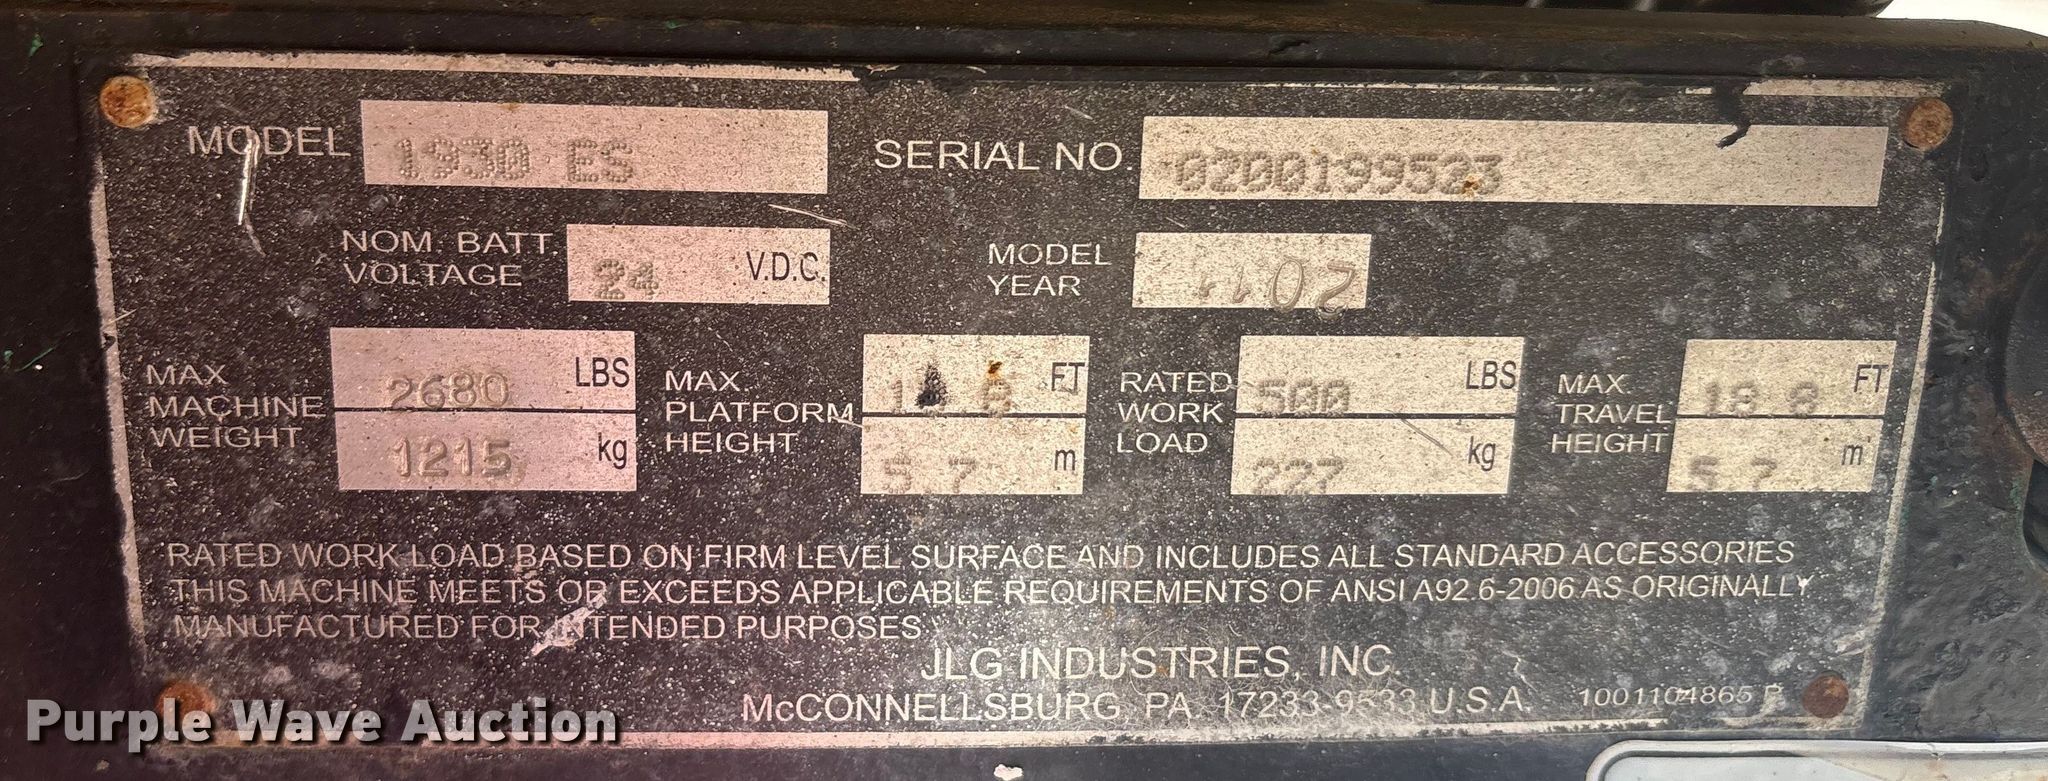 MODEL 1930 ES SERIAL NO. 0200199523
NOM. BATT. VOLTAGE 24 V.D.C. MODEL YEAR 2011
MAX MACHINE WEIGHT 2680 LBS 1215 kg
MAX. PLATFORM HEIGHT 8 FT 5 7 m
RATED WORK LOAD 500 LBS 227 kg
MAX. TRAVEL HEIGHT 18 8 FT 5 7 m
RATED WORK LOAD BASED ON FIRM LEVEL SURFACE AND INCLUDES ALL STANDARD ACCESSORIES
THIS MACHINE MEETS OR EXCEEDS APPLICABLE REQUIREMENTS OF ANSI A92.6-2006 AS ORIGINALLY
MANUFACTURED FOR INTENDED PURPOSES
JLG INDUSTRIES, INC.
McCONNELLSBURG, PA. 17233-9533 U.S.A. 1001104865
Purple Wave Auction